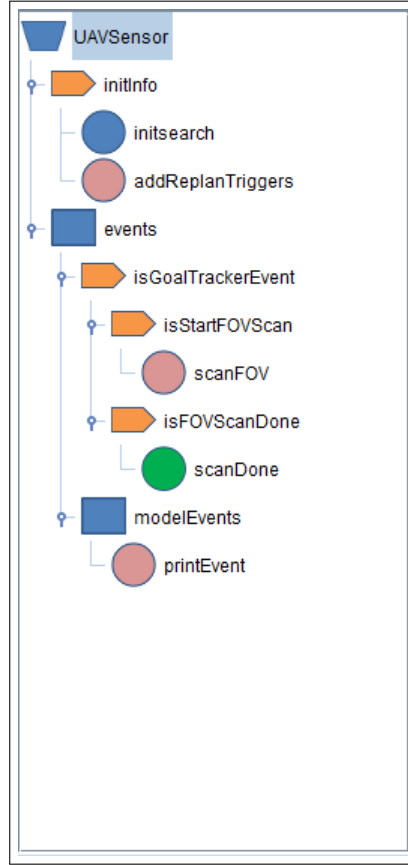 UAVSensor
initInfo
initsearch
addReplanTriggers
events
isGoalTrackerEvent
isStartFOVScan
scanFOV
isFOVScanDone
scanDone
modelEvents
printEvent